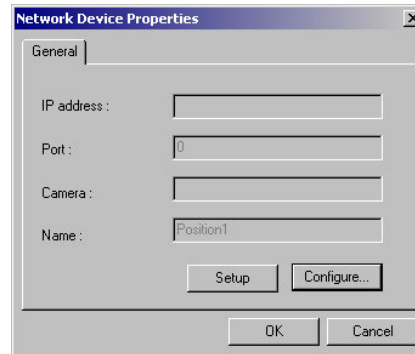 Network Device Properties
General
IP address :
Port : 0
Camera :
Name : Position1
Setup Configure...
OK Cancel